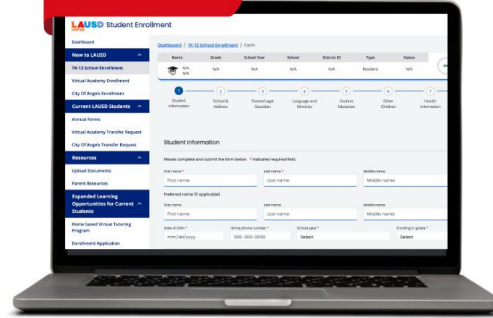 LAUSD Student Enrollment
Dashboard
New to LAUSD
TK-12 School Enrollment
Virtual Academy Enrollment
City Of Angels Enrollment
Current LAUSD Students
Annual Forms
Virtual Academy Transfer Request
City Of Angels Transfer Request
Resources
Upload Documents
Parent Resources
Expanded Learning
Opportunities for Current
Students
Home based Virtual Tutoring
Program
Enrichment Application
Dashboard / TK-12 School Enrollment / Form
Name Grade School Year School District ID Type Status
N/A N/A N/A N/A N/A Resident N/A
N/A
1 2 3 4 5 6 7
Student Information
School & Address
Parent/Legal Guardian
Language and Ethnicity
Student Education
Other Children
Health Information
Student Information
Please complete and submit the form below. * Indicates required field.
First name * Last name * Middle name
First name Last name Middle name
Preferred name (if applicable)
First name Last name Middle name
First name Last name Middle name
Date of birth * Home phone number * School year * Enrolling in grade *
mm/dd/yyyy 000-000-0000 Select Select